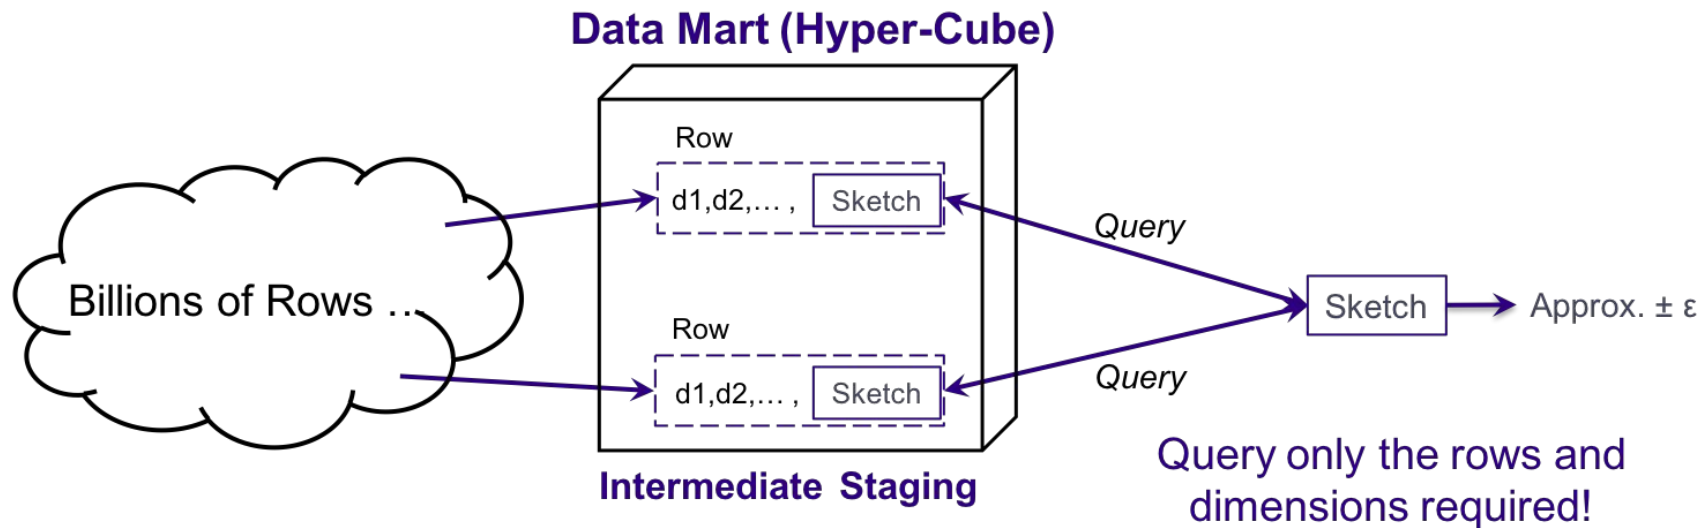 Data Mart (Hyper-Cube)
Billions of Rows …
Row
d1,d2,… , Sketch
Row
d1,d2,… , Sketch
Intermediate Staging
Query
Query
Sketch
Approx. ± ε
Query only the rows and
dimensions required!